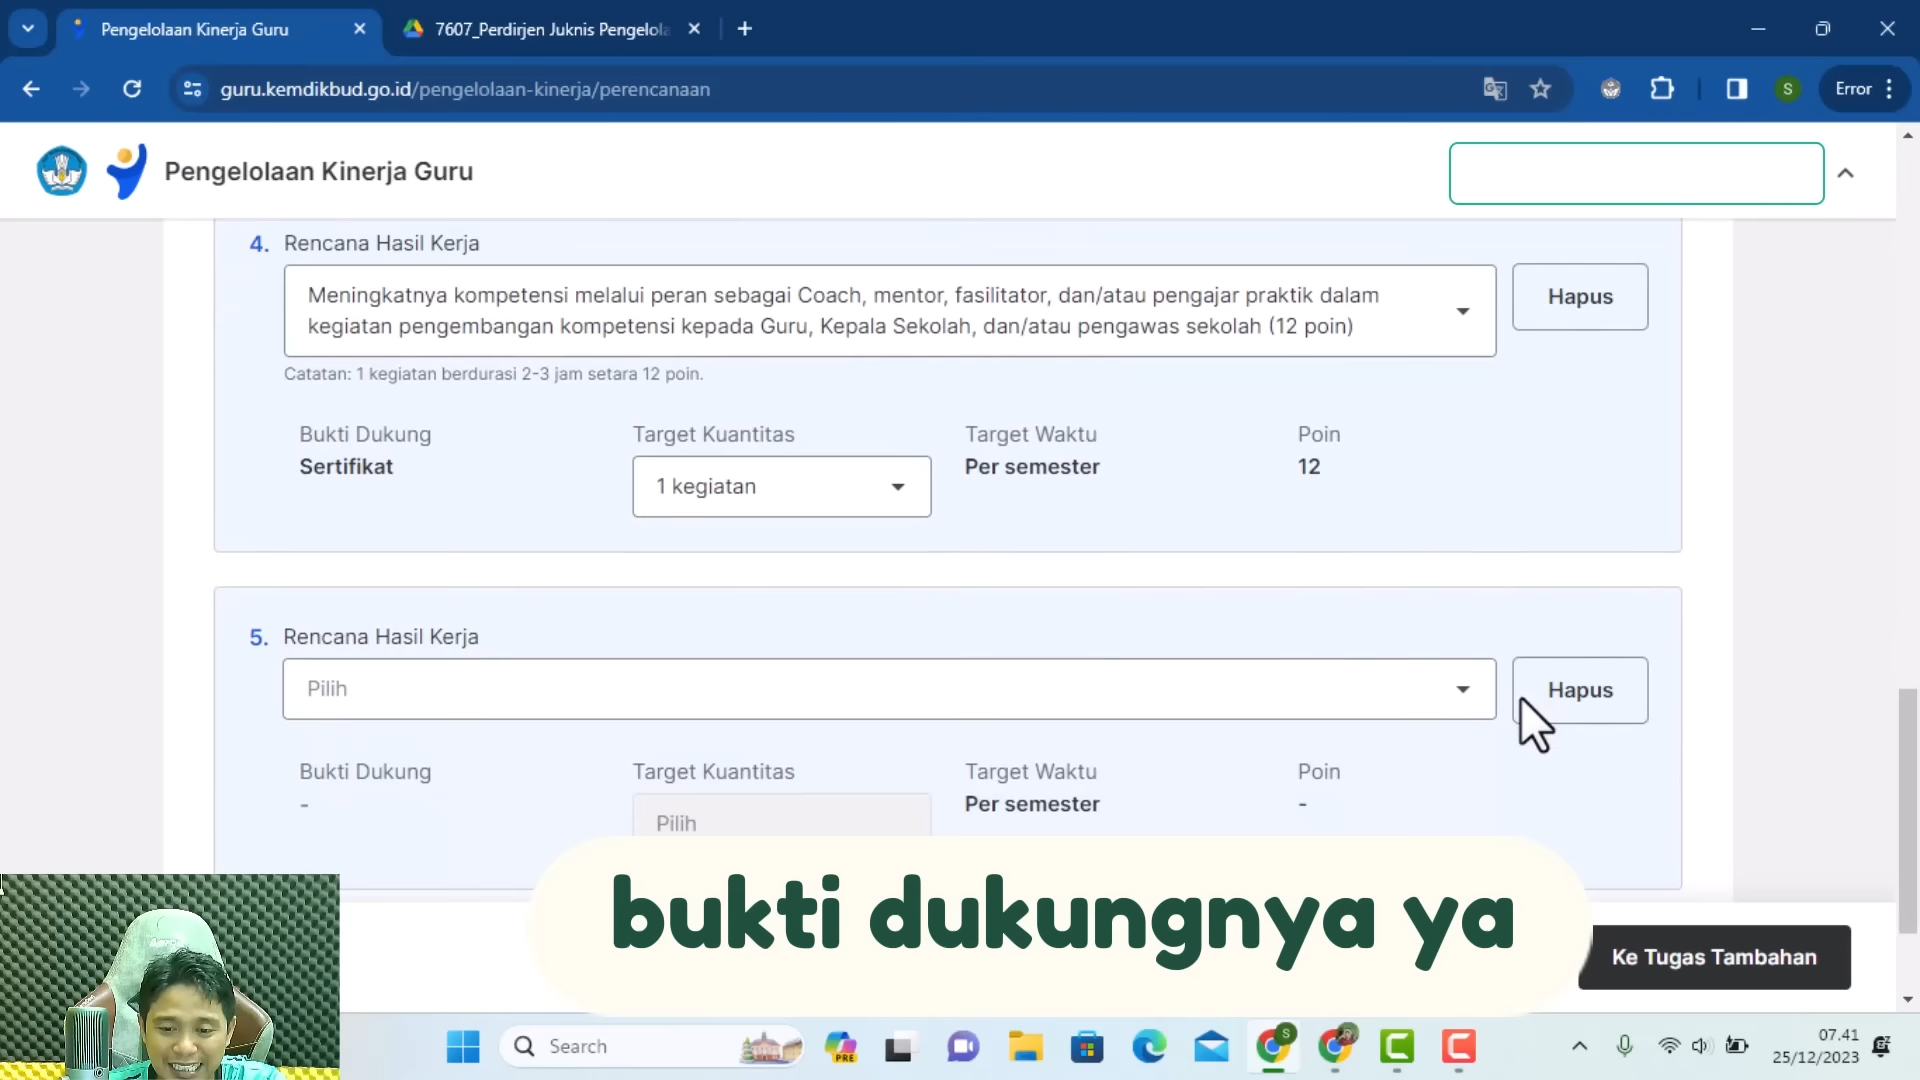 Pengelolaan Kinerja Guru
7607_Perdirjen Juknis Pengelola
guru.kemdikbud.go.id/pengelolaan-kinerja/perencanaan
S
Error
Pengelolaan Kinerja Guru
4. Rencana Hasil Kerja
Meningkatnya kompetensi melalui peran sebagai Coach, mentor, fasilitator, dan/atau pengajar praktik dalam
kegiatan pengembangan kompetensi kepada Guru, Kepala Sekolah, dan/atau pengawas sekolah (12 poin)
Hapus
Catatan: 1 kegiatan berdurasi 2-3 jam setara 12 poin.
Bukti Dukung Target Kuantitas Target Waktu Poin
Sertifikat 1 kegiatan Per semester 12
5. Rencana Hasil Kerja
Pilih
Hapus
Bukti Dukung Target Kuantitas Target Waktu Poin
- Pilih Per semester -
bukti dukungnya ya
Ke Tugas Tambahan
Search
PRE
S
07.41
25/12/2023